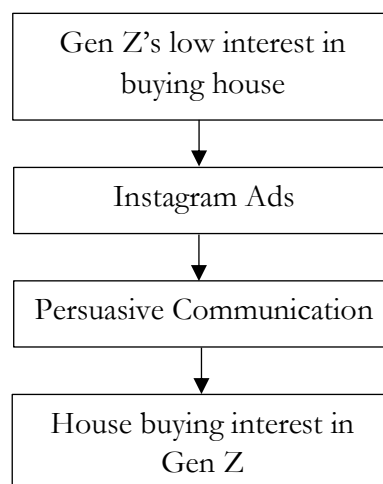 Gen Z’s low interest in
buying house
Instagram Ads
Persuasive Communication
House buying interest in
Gen Z